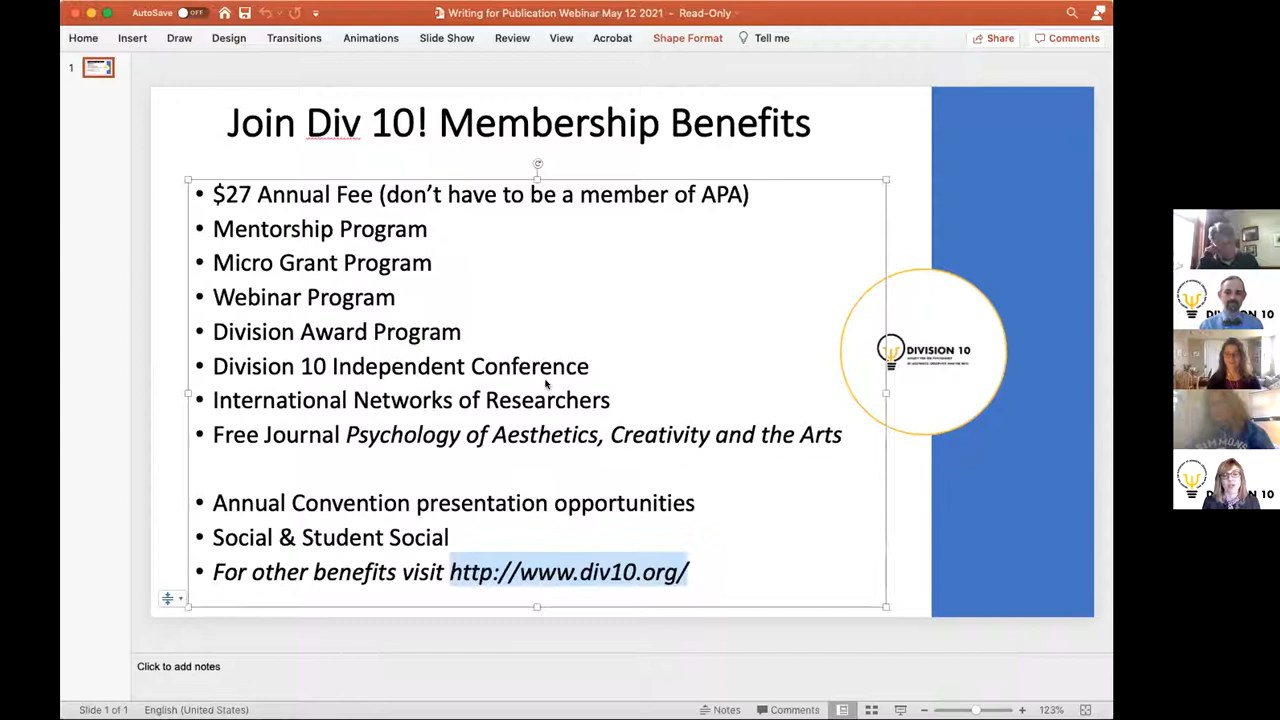 AutoSave OFF
Writing for Publication Webinar May 12 2021 - Read-Only
Home Insert Draw Design Transitions Animations Slide Show Review View Acrobat Shape Format Tell me Share Comments
1
Join Div 10! Membership Benefits
• $27 Annual Fee (don't have to be a member of APA)
• Mentorship Program
• Micro Grant Program
• Webinar Program
• Division Award Program
• Division 10 Independent Conference
• International Networks of Researchers
• Free Journal Psychology of Aesthetics, Creativity and the Arts
• Annual Convention presentation opportunities
• Social & Student Social
• For other benefits visit http://www.div10.org/
DIVISION 10
SIMMONS
Click to add notes
Slide 1 of 1 English (United States) Notes Comments 123%